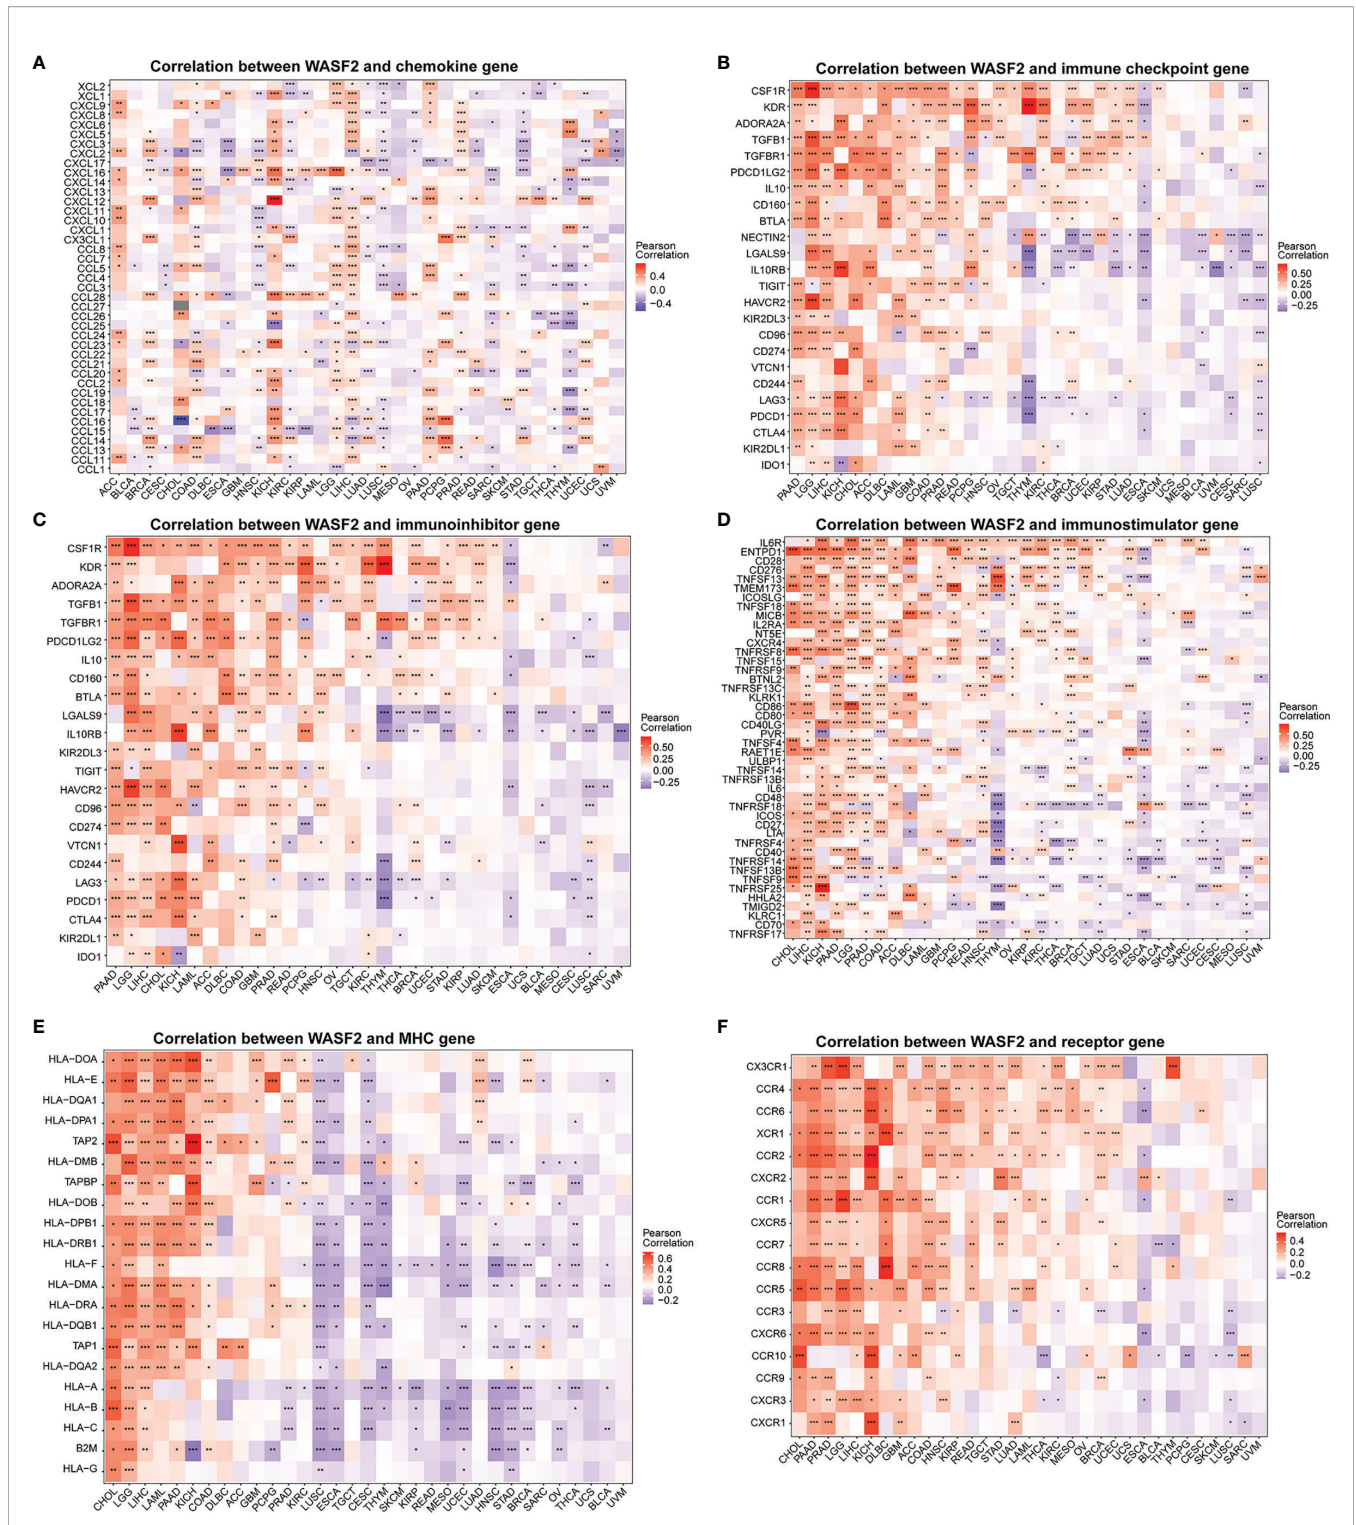 A
Correlation between WASF2 and chemokine gene
XCL2
XCL1
CXCL9
CXCL8
CXCL6
CXCL5
CXCL3
CXCL2
CXCL17
CXCL16
CXCL14
CXCL13
CXCL12
CXCL11
CXCL10
CXCL1
CX3CL1
CCL8
CCL7
CCL5
CCL4
CCL3
CCL28
CCL27
CCL26
CCL25
CCL24
CCL23
CCL22
CCL21
CCL20
CCL2
CCL19
CCL18
CCL17
CCL16
CCL15
CCL14
CCL13
CCL11
CCL1
ACC BLCA BRCA CESC CHOL COAD DLBC ESCA GBM HNSC KICH KIRC KIRP LAML LGG LIHC LUAD LUSC MESO OV PAAD PCPG PRAD READ SARC SKCM STAD TGCT THCA THYM UCEC UCS UVM
Pearson
Correlation
0.4
0.0
−0.4
B
Correlation between WASF2 and immune checkpoint gene
CSF1R
KDR
ADORA2A
TGFB1
TGFBR1
PDCD1LG2
IL10
CD160
BTLA
NECTIN2
LGALS9
IL10RB
TIGIT
HAVCR2
KIR2DL3
CD96
CD274
VTCN1
CD244
LAG3
PDCD1
CTLA4
KIR2DL1
IDO1
PAAD LGG LIHC KICH CHOL ACC DLBC LAML GBM COAD PRAD READ PCPG HNSC OV TGCT THYM KIRC THCA BRCA UCEC KIRP STAD LUAD ESCA SKCM UCS MESO BLCA UVM CESC SARC LUSC
Pearson
Correlation
0.50
0.25
0.00
−0.25
C
Correlation between WASF2 and immunoinhibitor gene
CSF1R
KDR
ADORA2A
TGFB1
TGFBR1
PDCD1LG2
IL10
CD160
BTLA
LGALS9
IL10RB
KIR2DL3
TIGIT
HAVCR2
CD96
CD274
VTCN1
CD244
LAG3
PDCD1
CTLA4
KIR2DL1
IDO1
PAAD LGG LIHC CHOL KICH LAML ACC DLBC COAD GBM PRAD READ PCPG HNSC OV TGCT KIRC THYM THCA BRCA UCEC STAD KIRP LUAD SKCM ESCA UCS BLCA MESO CESC LUSC SARC UVM
Pearson
Correlation
0.50
0.25
0.00
−0.25
D
Correlation between WASF2 and immunostimulator gene
IL6R
ENTPD1
CD28
CD276
TNFSF13
TMEM173
ICOSLG
TNFSF18
MICB
IL2RA
NT5E
CXCR4
TNFRSF8
TNFSF15
TNFRSF9
BTNL2
TNFRSF13C
KLRK1
CD86
CD80
CD40LG
PVR
TNFSF4
RAET1E
ULBP1
TNFSF14
TNFRSF13B
IL6
CD48
TNFRSF18
ICOS
CD27
LTA
TNFRSF4
CD40
TNFRSF14
TNFSF13B
TNFSF9
TNFRSF25
HHLA2
TMIGD2
KLRC1
CD70
TNFRSF17
CHOL LIHC KICH PAAD LGG PRAD COAD ACC DLBC LAML GBM PCPG READ HNSC THYM OV KIRP KIRC THCA BRCA TGCT LUAD UCS STAD ESCA BLCA SKCM SARC UCEC CESC MESO LUSC UVM
Pearson
Correlation
0.50
0.25
0.00
−0.25
E
Correlation between WASF2 and MHC gene
HLA−DOA
HLA−E
HLA−DQA1
HLA−DPA1
TAP2
HLA−DMB
TAPBP
HLA−DOB
HLA−DPB1
HLA−DRB1
HLA−F
HLA−DMA
HLA−DRA
HLA−DQB1
TAP1
HLA−DQA2
HLA−A
HLA−B
HLA−C
B2M
HLA−G
CHOL LGG LIHC LAML PAAD KICH COAD DLBC ACC GBM PCPG PRAD KIRC LUSC ESCA TGCT CESC THYM SKCM KIRP READ MESO UCEC LUAD HNSC STAD BRCA SARC OV THCA UCS BLCA UVM
Pearson
Correlation
0.6
0.4
0.2
0.0
−0.2
F
Correlation between WASF2 and receptor gene
CX3CR1
CCR4
CCR6
XCR1
CCR2
CXCR2
CCR1
CXCR5
CCR7
CCR8
CCR5
CCR3
CXCR6
CCR10
CCR9
CXCR3
CXCR1
CHOL PAAD PRAD LGG LIHC KICH DLBC GBM ACC COAD HNSC KIRP READ TGCT STAD LUAD LAML THCA KIRC MESO OV BRCA UCEC UCS ESCA BLCA THYM PCPG CESC SKCM LUSC SARC UVM
Pearson
Correlation
0.4
0.2
0.0
−0.2